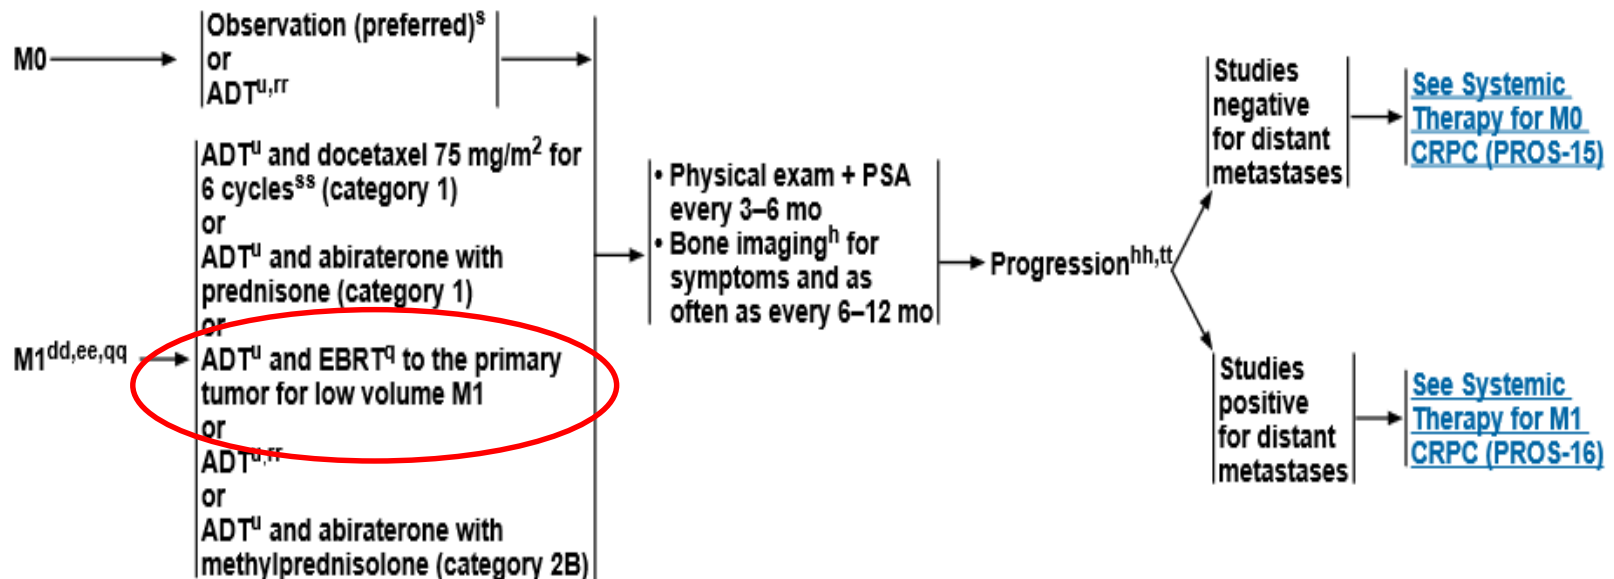 M0
Observation (preferred)s
or
ADTu,rr
M1dd,ee,qq
ADTu and docetaxel 75 mg/m2 for
6 cyclesss (category 1)
or
ADTu and abiraterone with
prednisone (category 1)
or
ADTu and EBRTq to the primary
tumor for low volume M1
or
ADTu,rr
or
ADTu and abiraterone with
methylprednisolone (category 2B)
• Physical exam + PSA
every 3–6 mo
• Bone imagingh for
symptoms and as
often as every 6–12 mo
Progressionhh,tt
Studies
negative
for distant
metastases
See Systemic
Therapy for M0
CRPC (PROS-15)
Studies
positive
for distant
metastases
See Systemic
Therapy for M1
CRPC (PROS-16)